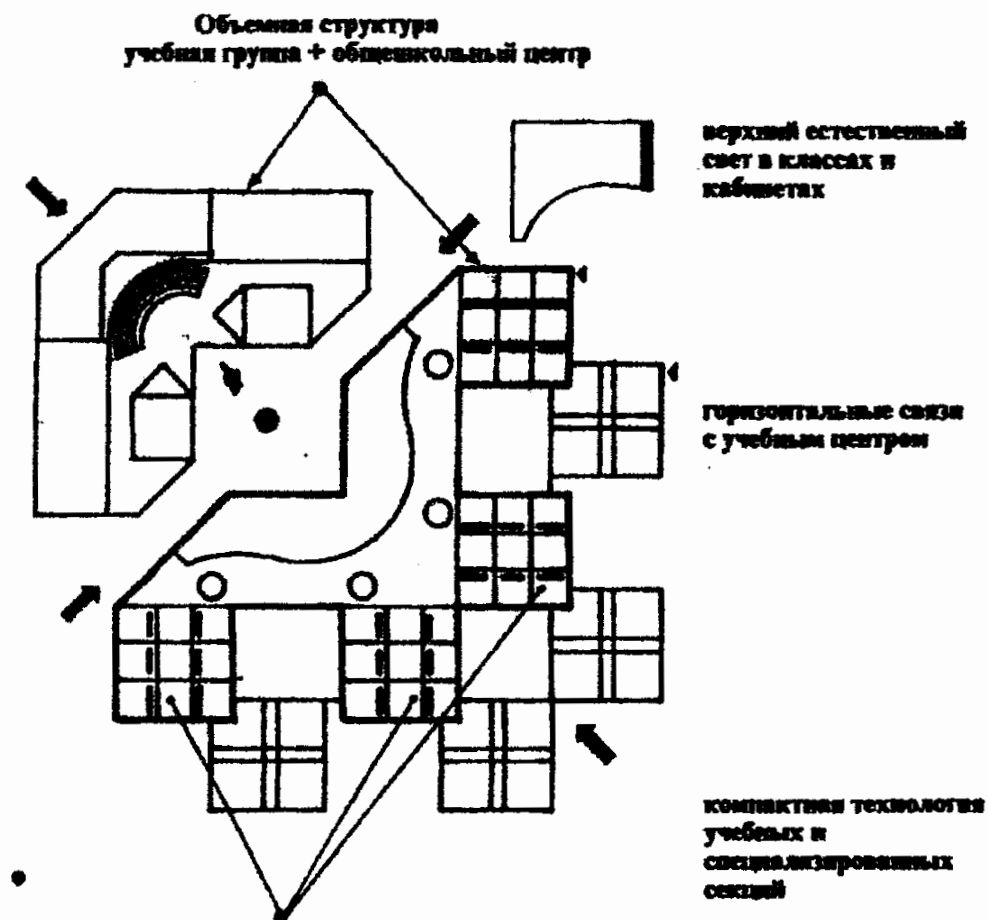 Объемная структура
учебная группа + общешкольный центр
верхний естественный
свет в классах и
кабинетах
горизонтальные связи
с учебным центром
компактная технология
учебных и
специализированных
секций